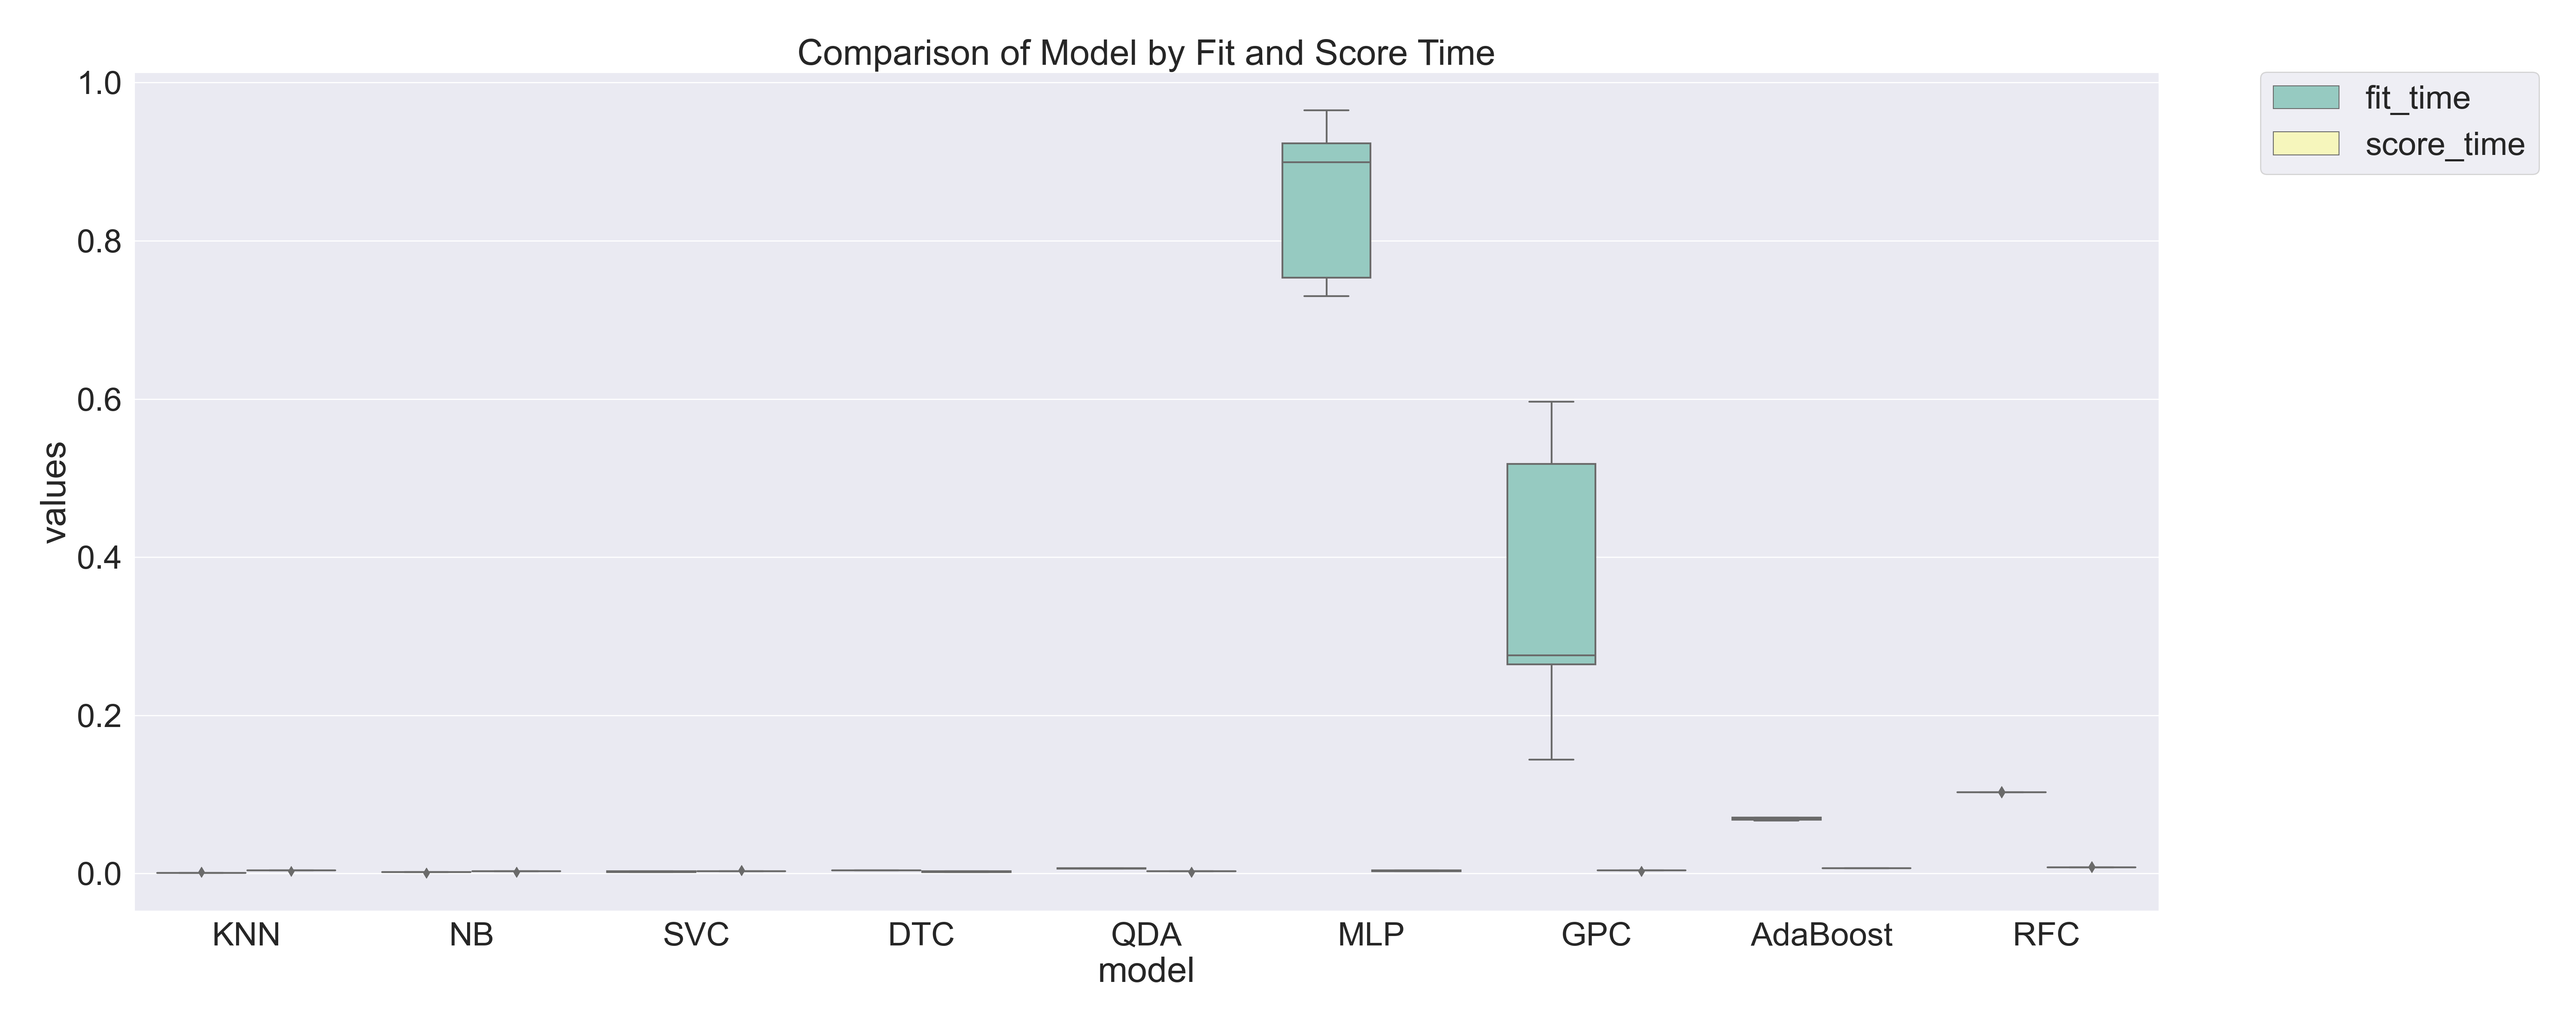 Comparison of Model by Fit and Score Time
fit_time
score_time
1.0
0.8
0.6
0.4
0.2
0.0
values
KNN NB SVC DTC QDA MLP GPC AdaBoost RFC
model